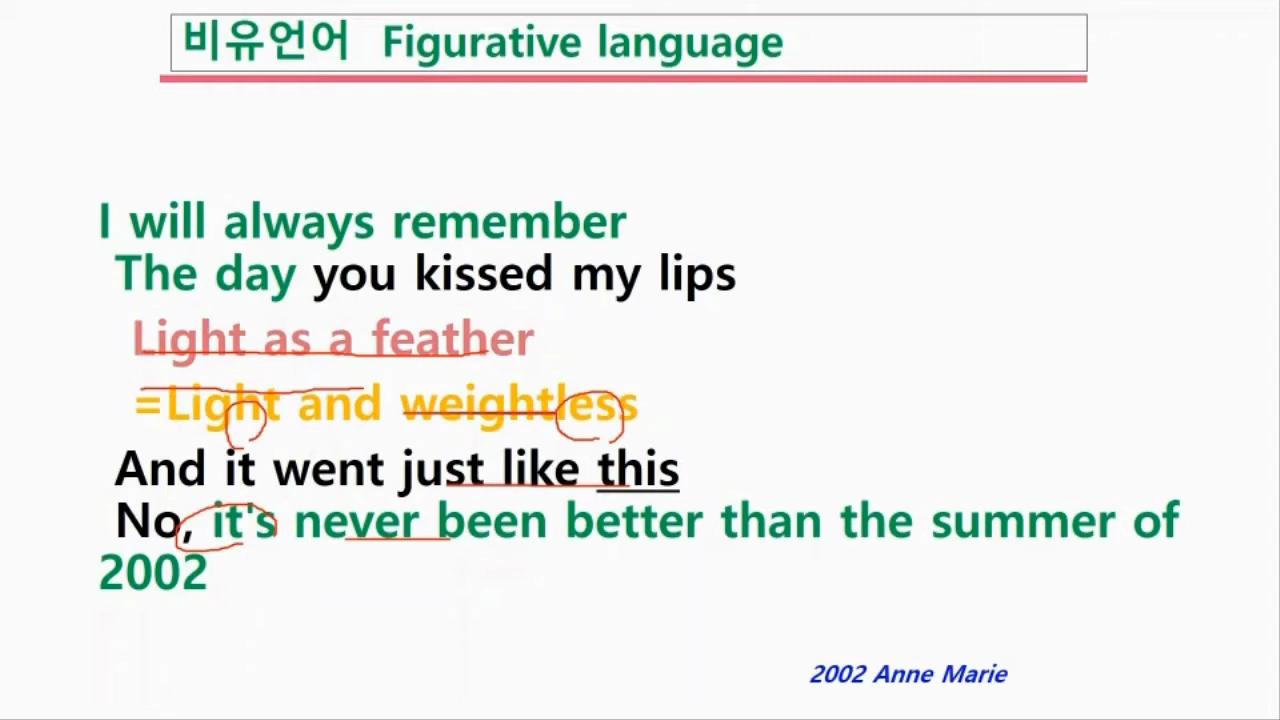 비유언어 Figurative language
I will always remember
The day you kissed my lips
Light as a feather
=Light and weightless
And it went just like this
No, it's never been better than the summer of
2002
2002 Anne Marie